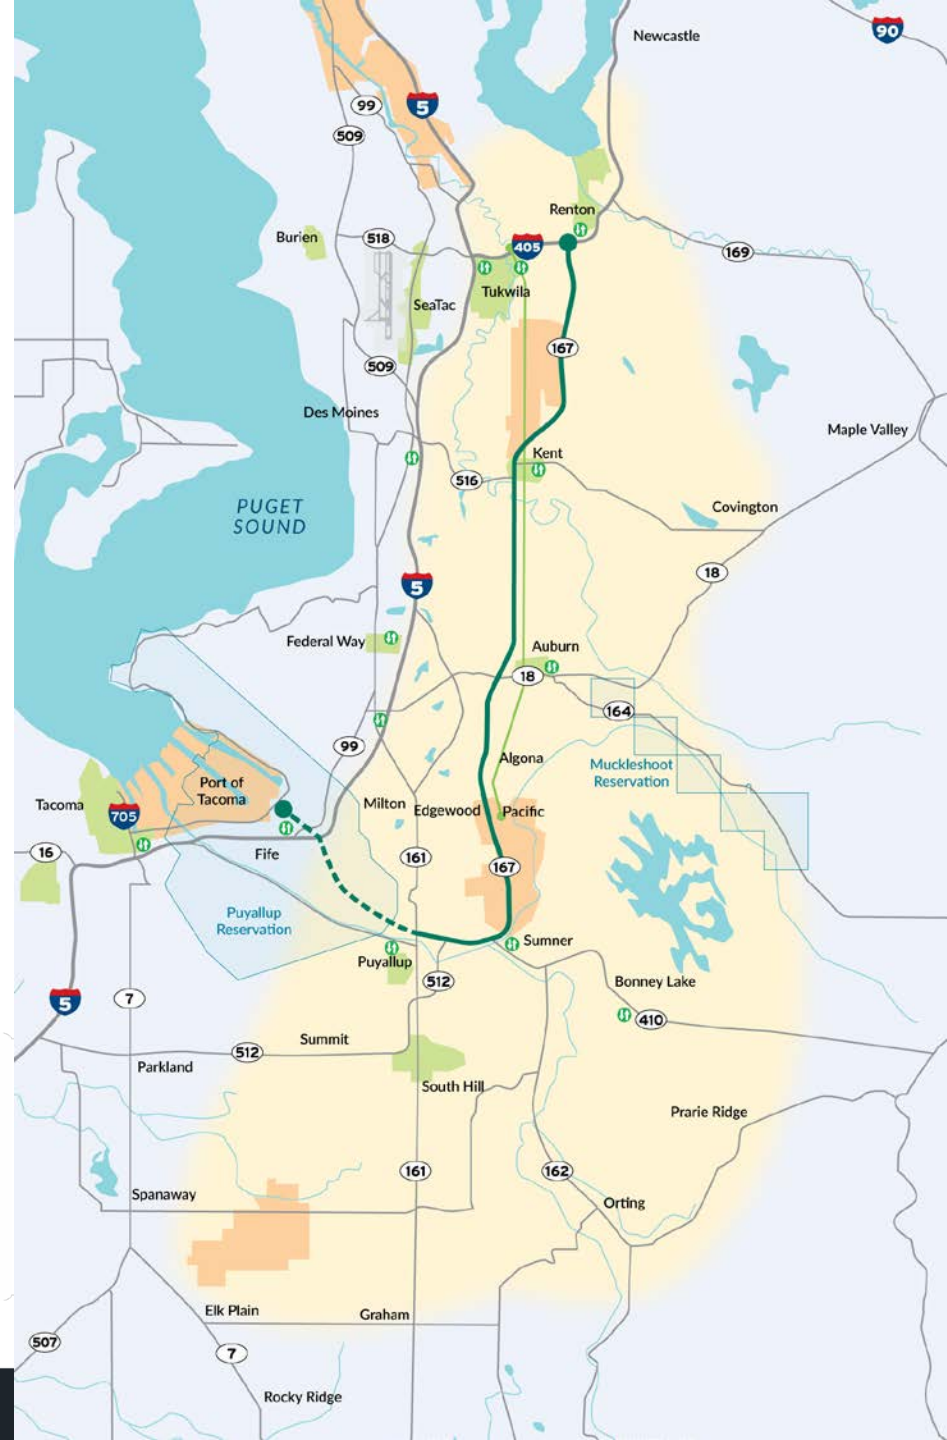 Newcastle
90
99
5
509
Renton
Burien
518
405
169
Tukwila
SeaTac
167
509
Des Moines
Maple Valley
Kent
516
PUGET
SOUND
Covington
18
5
Federal Way
Auburn
18
164
99
Algona
Muckleshoot
Reservation
Port of
Tacoma
Tacoma
705
Milton
Edgewood
Pacific
16
Fife
161
167
Puyallup
Reservation
Sumner
Puyallup
512
Bonney Lake
5
7
410
Summit
512
Parkland
South Hill
Prarie Ridge
161
162
Spanaway
Orting
Elk Plain
Graham
507
7
Rocky Ridge